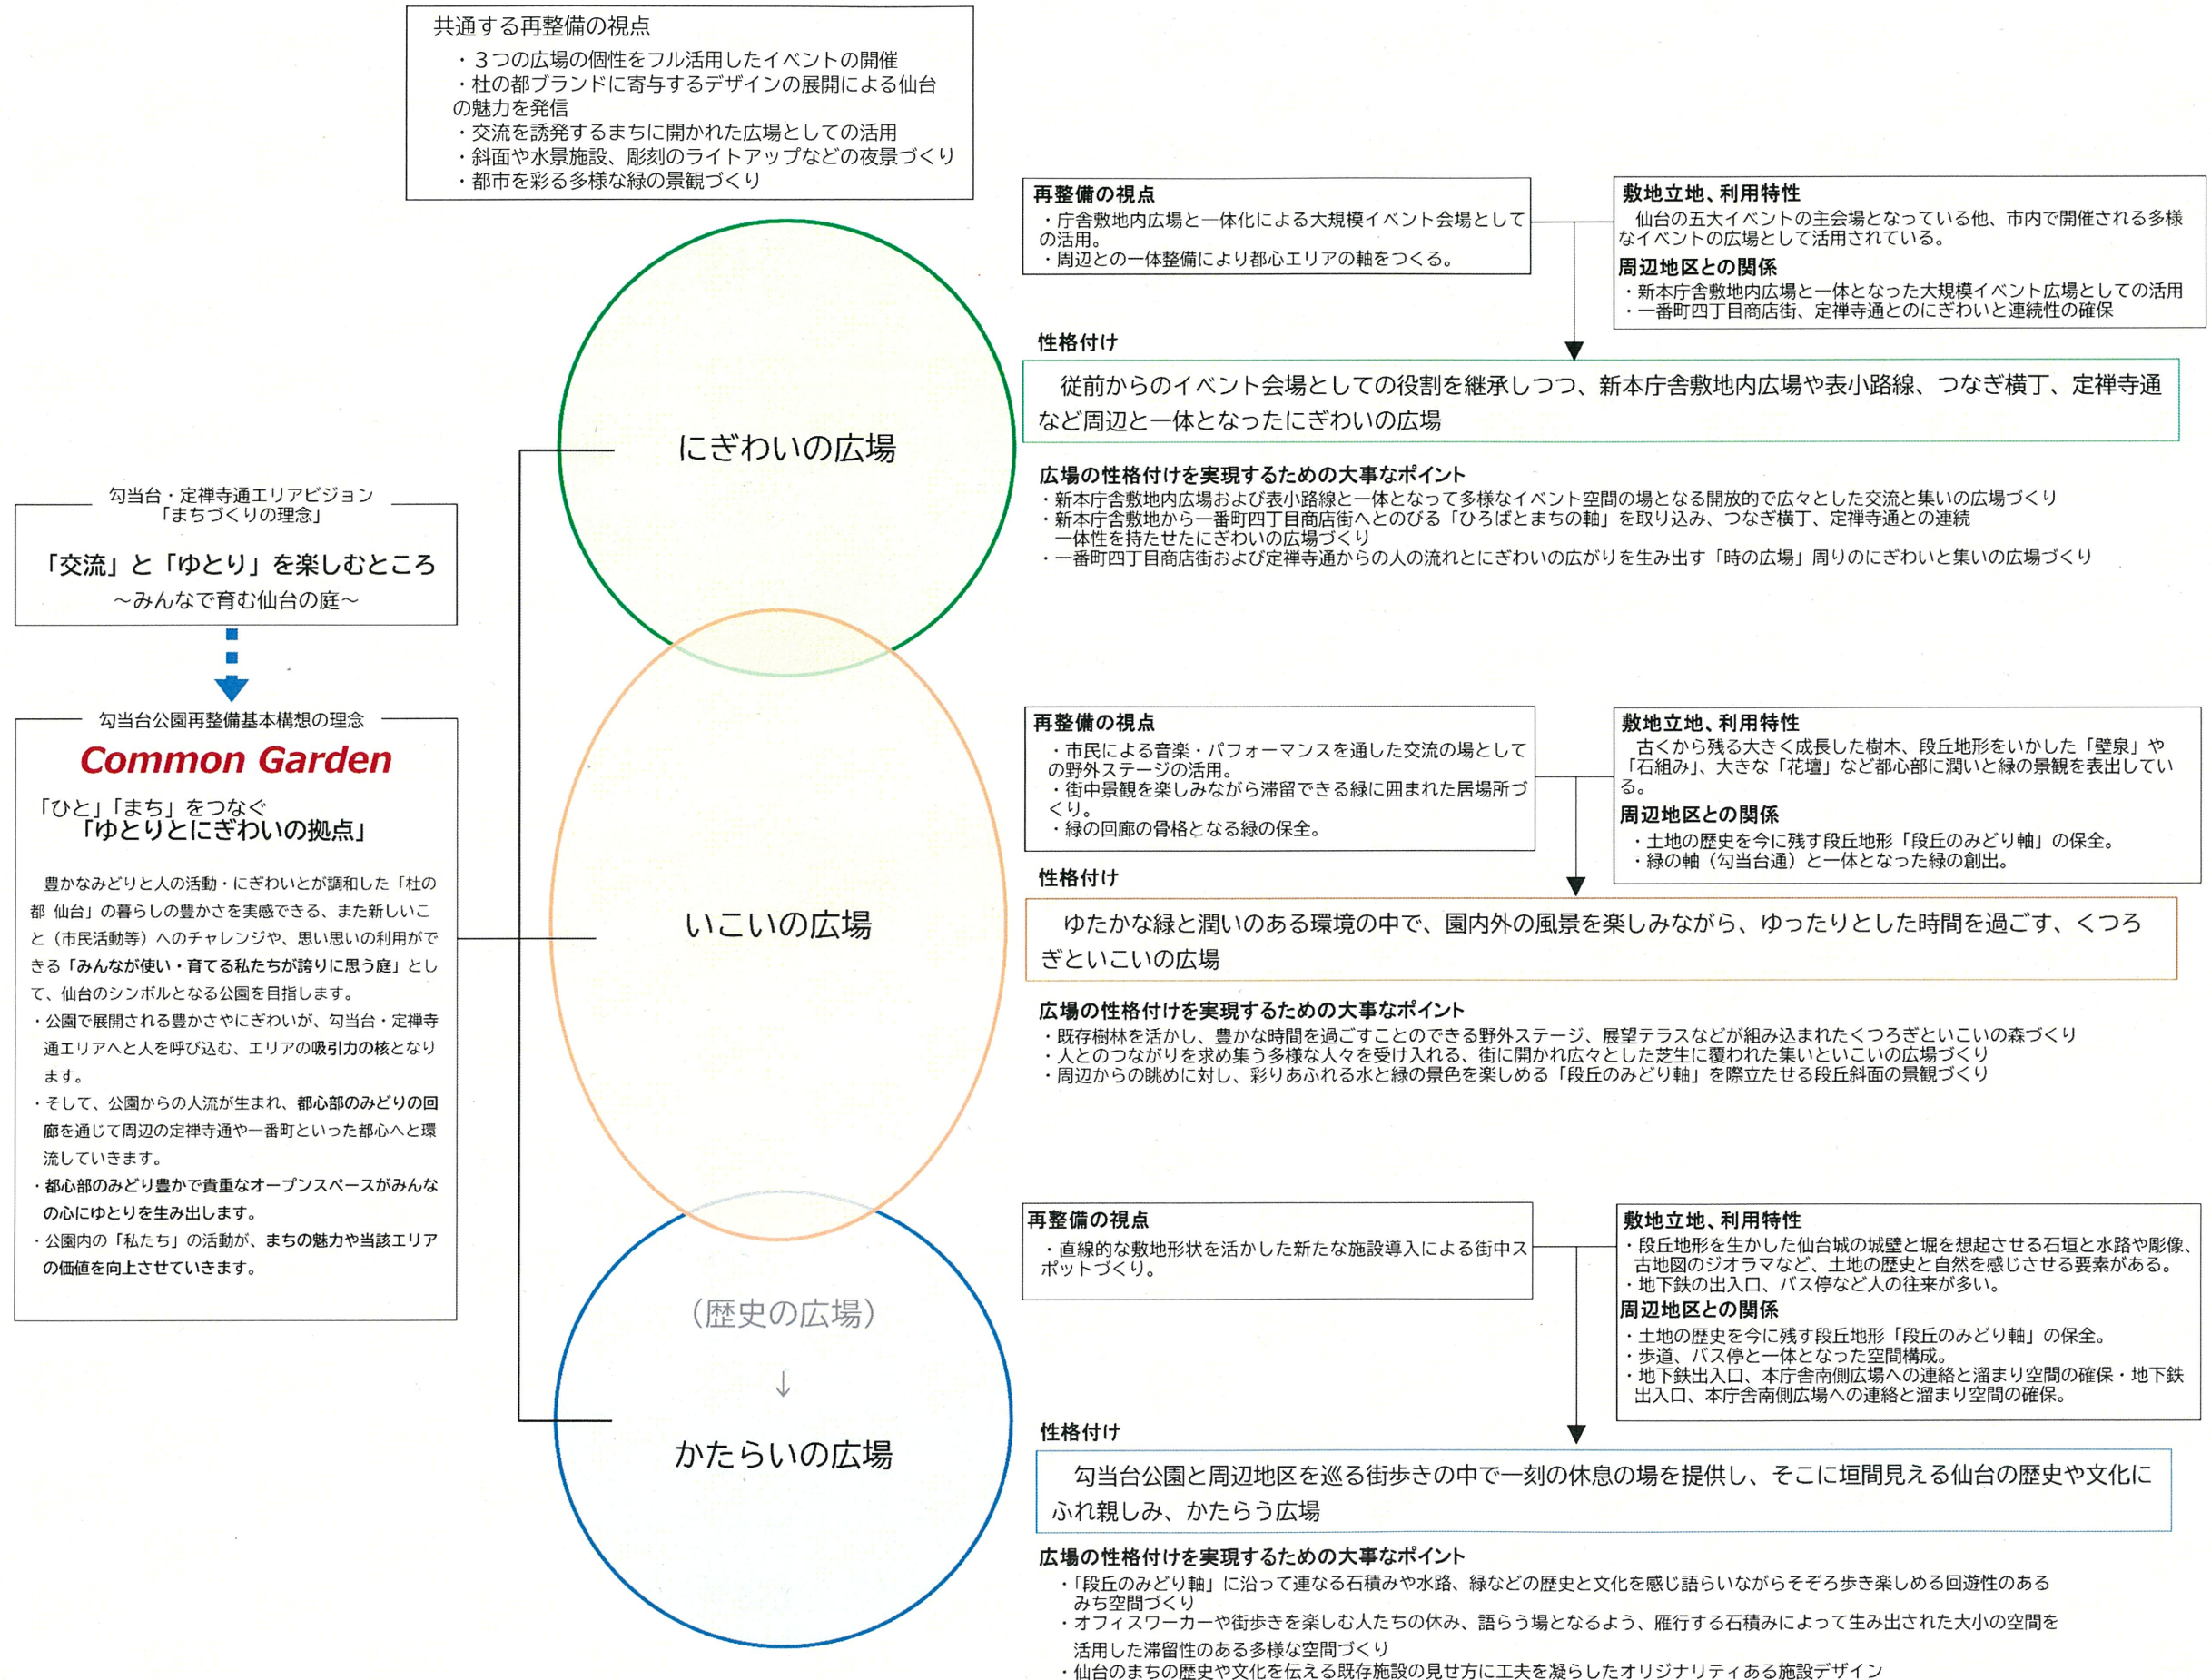 共通する再整備の視点
・３つの広場の個性をフル活用したイベントの開催
・杜の都ブランドに寄与するデザインの展開による仙台
の魅力を発信
・交流を誘発するまちに開かれた広場としての活用
・斜面や水景施設、彫刻のライトアップなどの夜景づくり
・都市を彩る多様な緑の景観づくり
勾当台・定禅寺通エリアビジョン
「まちづくりの理念」
「交流」と「ゆとり」を楽しむところ
～みんなで育む仙台の庭～
勾当台公園再整備基本構想の理念
Common Garden
「ひと」「まち」をつなぐ
「ゆとりとにぎわいの拠点」
豊かなみどりと人の活動・にぎわいとが調和した「杜の
都 仙台」の暮らしの豊かさを実感できる、また新しいこ
と（市民活動等）へのチャレンジや、思い思いの利用がで
きる「みんなが使い・育てる私たちが誇りに思う庭」とし
て、仙台のシンボルとなる公園を目指します。
・公園で展開される豊かさやにぎわいが、勾当台・定禅寺
通エリアへと人を呼び込む、エリアの吸引力の核となり
ます。
・そして、公園からの人流が生まれ、都心部のみどりの回
廊を通じて周辺の定禅寺通や一番町といった都心へと環
流していきます。
・都心部のみどり豊かで貴重なオープンスペースがみんな
の心にゆとりを生み出します。
・公園内の「私たち」の活動が、まちの魅力や当該エリア
の価値を向上させていきます。
にぎわいの広場
いこいの広場
（歴史の広場）
↓
かたらいの広場
再整備の視点
・庁舎敷地内広場と一体化による大規模イベント会場として
の活用。
・周辺との一体整備により都心エリアの軸をつくる。
敷地立地、利用特性
仙台の五大イベントの主会場となっている他、市内で開催される多様
なイベントの広場として活用されている。
周辺地区との関係
・新本庁舎敷地内広場と一体となった大規模イベント広場としての活用
・一番町四丁目商店街、定禅寺通とのにぎわいと連続性の確保
性格付け
従前からのイベント会場としての役割を継承しつつ、新本庁舎敷地内広場や表小路線、つなぎ横丁、定禅寺通
など周辺と一体となったにぎわいの広場
広場の性格付けを実現するための大事なポイント
・新本庁舎敷地内広場および表小路線と一体となって多様なイベント空間の場となる開放的で広々とした交流と集いの広場づくり
・新本庁舎敷地から一番町四丁目商店街へとのびる「ひろばとまちの軸」を取り込み、つなぎ横丁、定禅寺通との連続
一体性を持たせたにぎわいの広場づくり
・一番町四丁目商店街および定禅寺通からの人の流れとにぎわいの広がりを生み出す「時の広場」周りのにぎわいと集いの広場づくり
再整備の視点
・市民による音楽・パフォーマンスを通した交流の場として
の野外ステージの活用。
・街中景観を楽しみながら滞留できる緑に囲まれた居場所づ
くり。
・緑の回廊の骨格となる緑の保全。
敷地立地、利用特性
古くから残る大きく成長した樹木、段丘地形をいかした「壁泉」や
「石組み」、大きな「花壇」など都心部に潤いと緑の景観を表出してい
る。
周辺地区との関係
・土地の歴史を今に残す段丘地形「段丘のみどり軸」の保全。
・緑の軸（勾当台通）と一体となった緑の創出。
性格付け
ゆたかな緑と潤いのある環境の中で、園内外の風景を楽しみながら、ゆったりとした時間を過ごす、くつろ
ぎといこいの広場
広場の性格付けを実現するための大事なポイント
・既存樹林を活かし、豊かな時間を過ごすことのできる野外ステージ、展望テラスなどが組み込まれたくつろぎといこいの森づくり
・人とのつながりを求め集う多様な人々を受け入れる、街に開かれ広々とした芝生に覆われた集いといこいの広場づくり
・周辺からの眺めに対し、彩りあふれる水と緑の景色を楽しめる「段丘のみどり軸」を際立たせる段丘斜面の景観づくり
再整備の視点
・直線的な敷地形状を活かした新たな施設導入による街中ス
ポットづくり。
敷地立地、利用特性
・段丘地形を生かした仙台城の城壁と堀を想起させる石垣と水路や彫像、
古地図のジオラマなど、土地の歴史と自然を感じさせる要素がある。
・地下鉄の出入口、バス停など人の往来が多い。
周辺地区との関係
・土地の歴史を今に残す段丘地形「段丘のみどり軸」の保全。
・歩道、バス停と一体となった空間構成。
・地下鉄出入口、本庁舎南側広場への連絡と溜まり空間の確保・地下鉄
出入口、本庁舎南側広場への連絡と溜まり空間の確保。
性格付け
勾当台公園と周辺地区を巡る街歩きの中で一刻の休息の場を提供し、そこに垣間見える仙台の歴史や文化に
ふれ親しみ、かたらう広場
広場の性格付けを実現するための大事なポイント
・「段丘のみどり軸」に沿って連なる石積みや水路、緑などの歴史と文化を感じ語らいながらそぞろ歩き楽しめる回遊性のある
みち空間づくり
・オフィスワーカーや街歩きを楽しむ人たちの休み、語らう場となるよう、雁行する石積みによって生み出された大小の空間を
活用した滞留性のある多様な空間づくり
・仙台のまちの歴史や文化を伝える既存施設の見せ方に工夫を凝らしたオリジナリティある施設デザイン